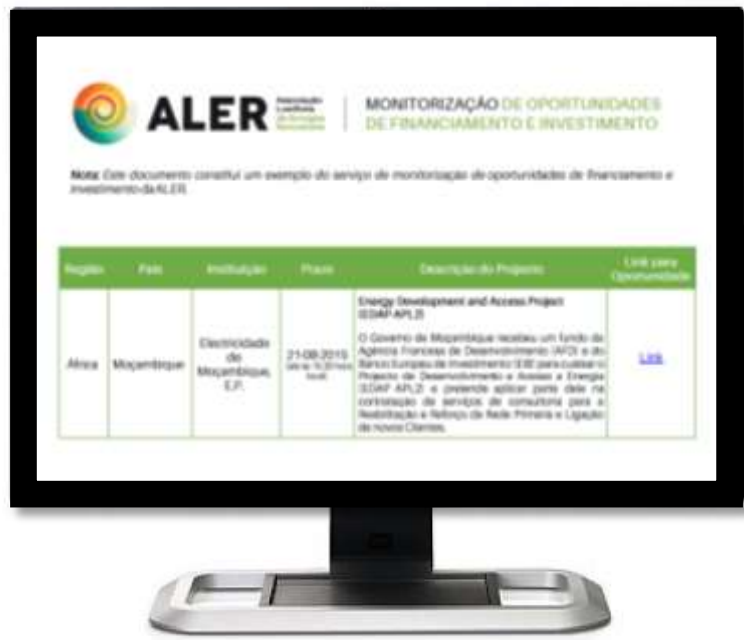 ALER
Associação
Lusófona
de Energias
Renováveis
MONITORIZAÇÃO DE OPORTUNIDADES
DE FINANCIAMENTO E INVESTIMENTO
Nota: Este documento constitui um exemplo do serviço de monitorização de oportunidades de financiamento e
investimento da ALER.
Região
País
Instituição
Prazo
Descrição do Projecto
Link para
Oportunidade
África
Moçambique
Electricidade
de
Moçambique,
E.P.
21-08-2015
Energy Development and Access Project
(EDAP-APL2)
O Governo de Moçambique recebeu um fundo da
Agência Francesa de Desenvolvimento (AFD) e do
Banco Europeu de Investimento (EIB) para custear o
Projecto de Desenvolvimento e Acesso a Energia
(EDAP-APL2) e pretende aplicar parte dele na
contratação de serviços de consultoria para a
Reabilitação e Reforço da Rede Primária e Ligação
de novos Clientes.
Link